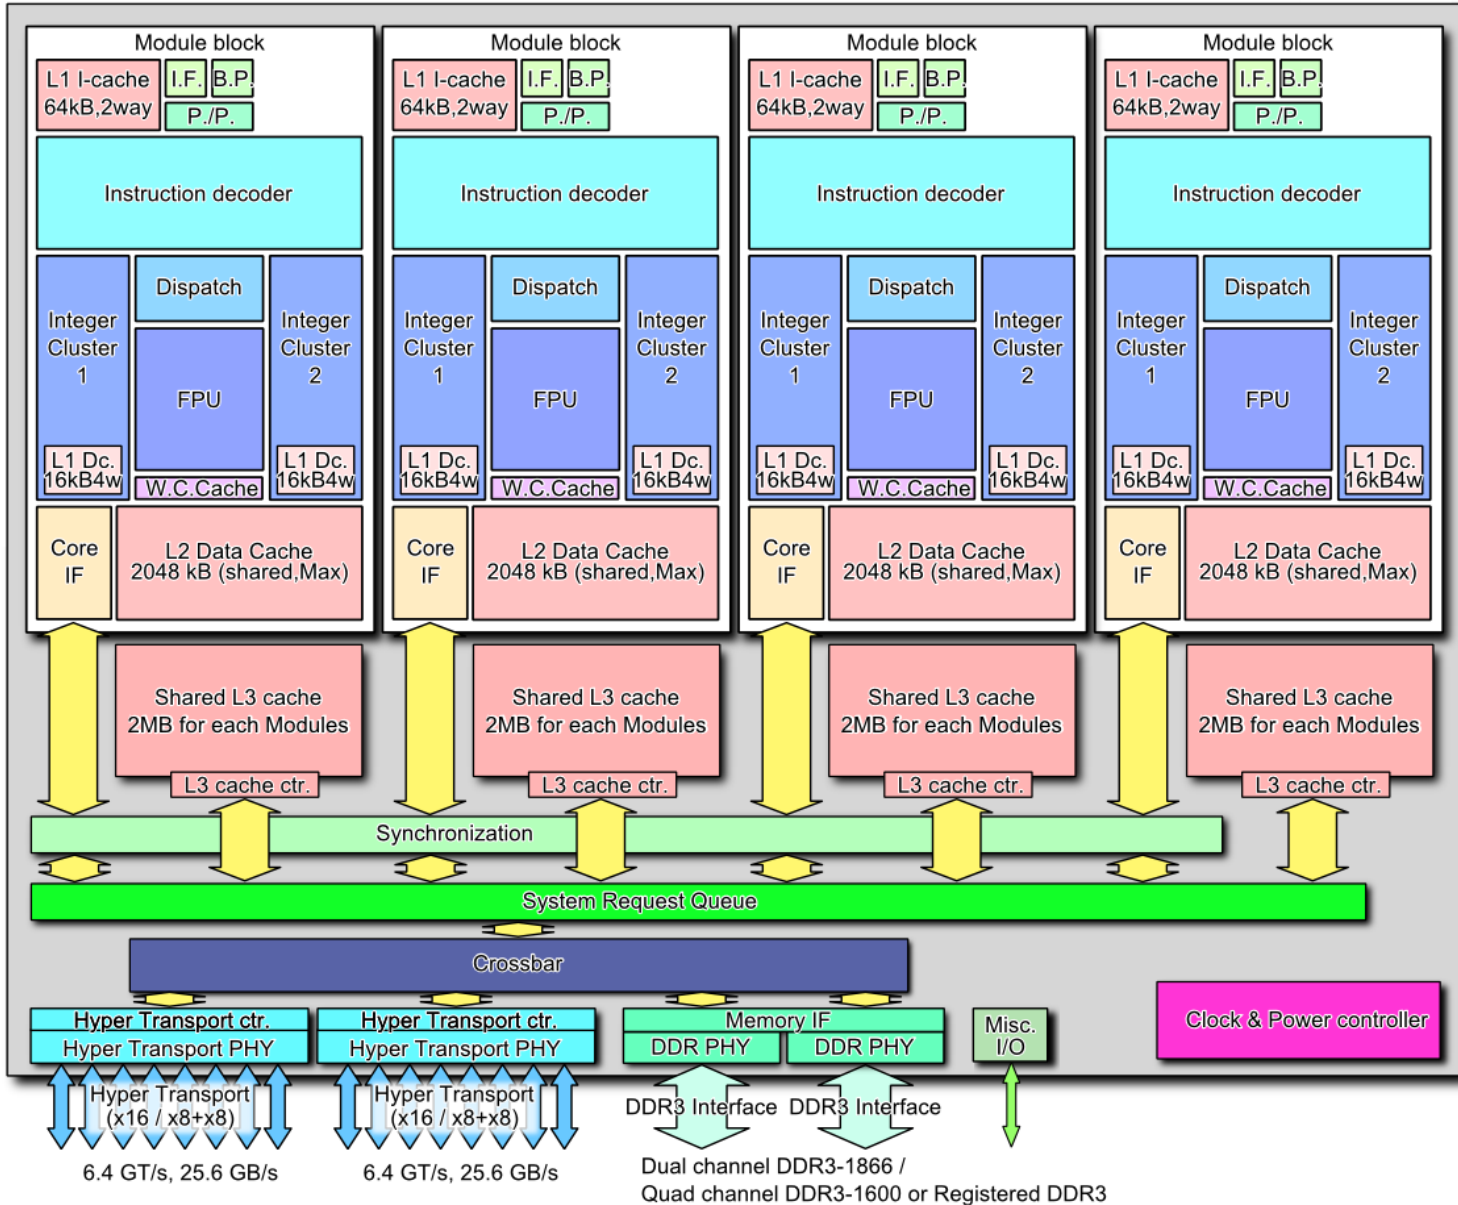 Module block
L1 I-cache
64kB,2way
I.F.
B.P.
P./P.
Instruction decoder
Integer
Cluster
1
Dispatch
FPU
Integer
Cluster
2
L1 Dc.
16kB4w
W.C.Cache
L1 Dc.
16kB4w
Core
IF
L2 Data Cache
2048 kB (shared,Max)
Module block
L1 I-cache
64kB,2way
I.F.
B.P.
P./P.
Instruction decoder
Integer
Cluster
1
Dispatch
FPU
Integer
Cluster
2
L1 Dc.
16kB4w
W.C.Cache
L1 Dc.
16kB4w
Core
IF
L2 Data Cache
2048 kB (shared,Max)
Module block
L1 I-cache
64kB,2way
I.F.
B.P.
P./P.
Instruction decoder
Integer
Cluster
1
Dispatch
FPU
Integer
Cluster
2
L1 Dc.
16kB4w
W.C.Cache
L1 Dc.
16kB4w
Core
IF
L2 Data Cache
2048 kB (shared,Max)
Module block
L1 I-cache
64kB,2way
I.F.
B.P.
P./P.
Instruction decoder
Integer
Cluster
1
Dispatch
FPU
Integer
Cluster
2
L1 Dc.
16kB4w
W.C.Cache
L1 Dc.
16kB4w
Core
IF
L2 Data Cache
2048 kB (shared,Max)
Shared L3 cache
2MB for each Modules
L3 cache ctr.
Shared L3 cache
2MB for each Modules
L3 cache ctr.
Shared L3 cache
2MB for each Modules
L3 cache ctr.
Shared L3 cache
2MB for each Modules
L3 cache ctr.
Synchronization
System Request Queue
Crossbar
Hyper Transport ctr.
Hyper Transport PHY
Hyper Transport ctr.
Hyper Transport PHY
Memory IF
DDR PHY
DDR PHY
Misc.
I/O
Clock & Power controller
Hyper Transport
(x16 / x8+x8)
Hyper Transport
(x16 / x8+x8)
DDR3 Interface
DDR3 Interface
6.4 GT/s, 25.6 GB/s
6.4 GT/s, 25.6 GB/s
Dual channel DDR3-1866 /
Quad channel DDR3-1600 or Registered DDR3